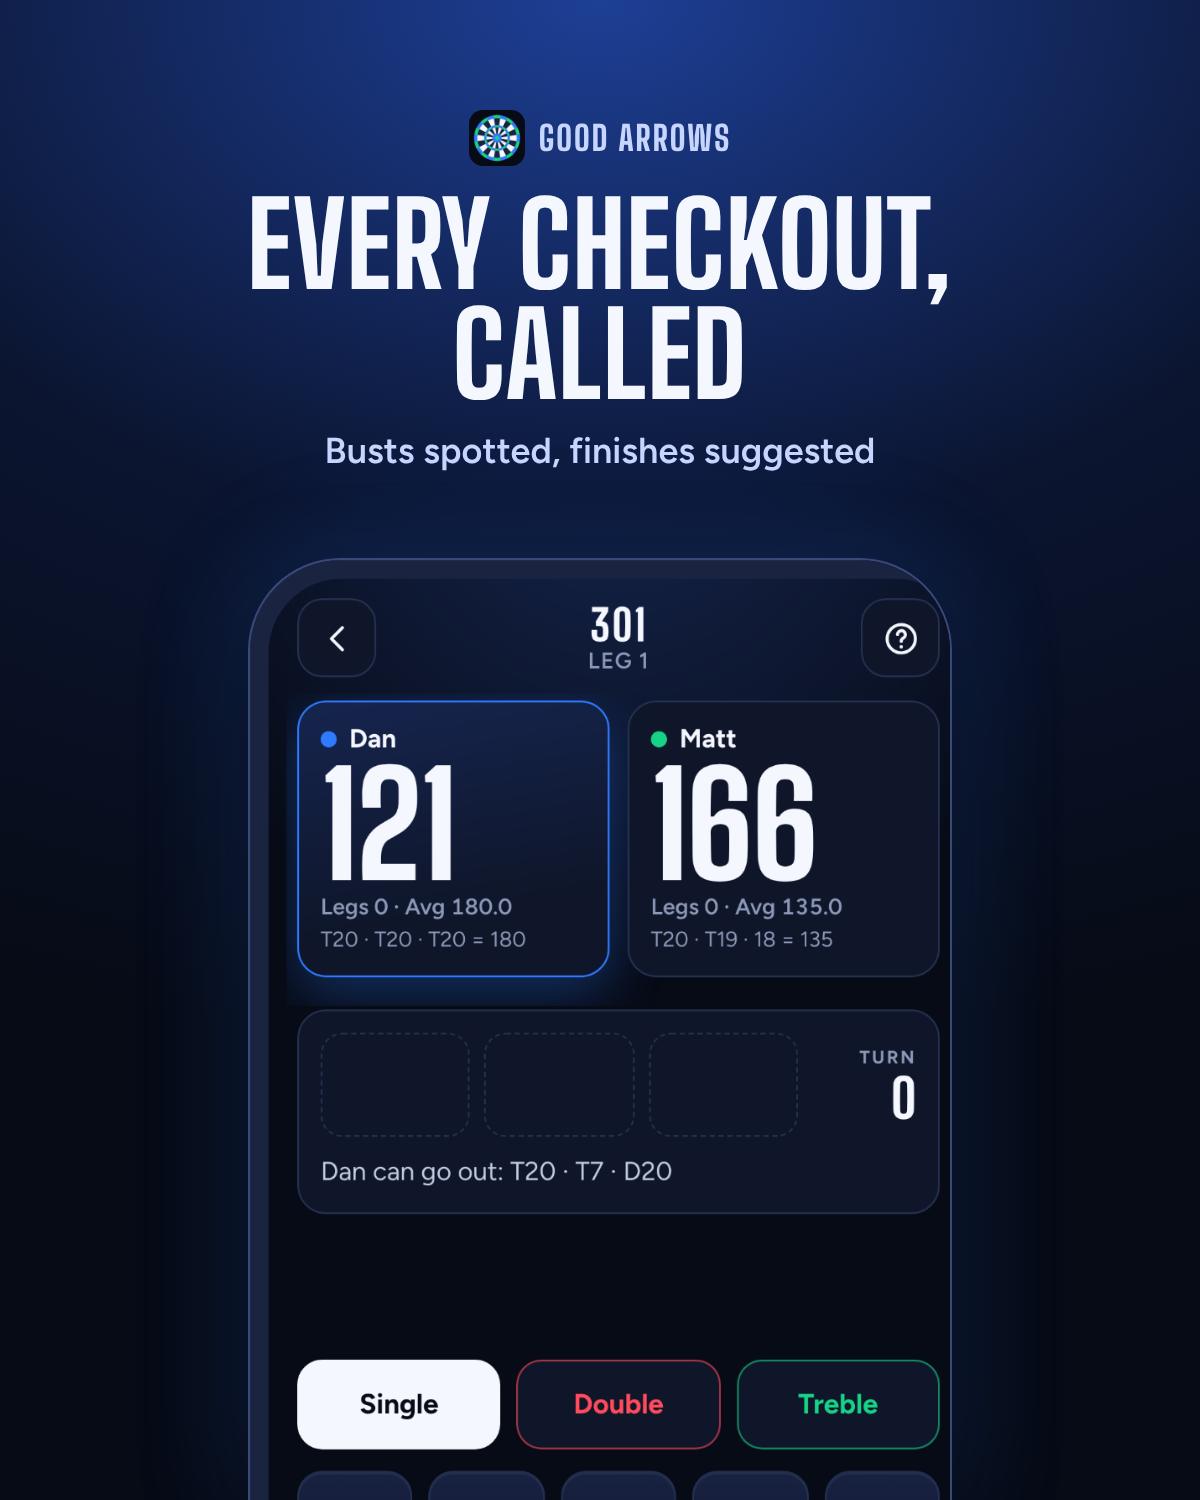 GOOD ARROWS
EVERY CHECKOUT,
CALLED
Busts spotted, finishes suggested
301
LEG 1
?
Dan
121
Legs 0 · Avg 180.0
T20 · T20 · T20 = 180
Matt
166
Legs 0 · Avg 135.0
T20 · T19 · 18 = 135
TURN
0
Dan can go out: T20 · T7 · D20
Single
Double
Treble